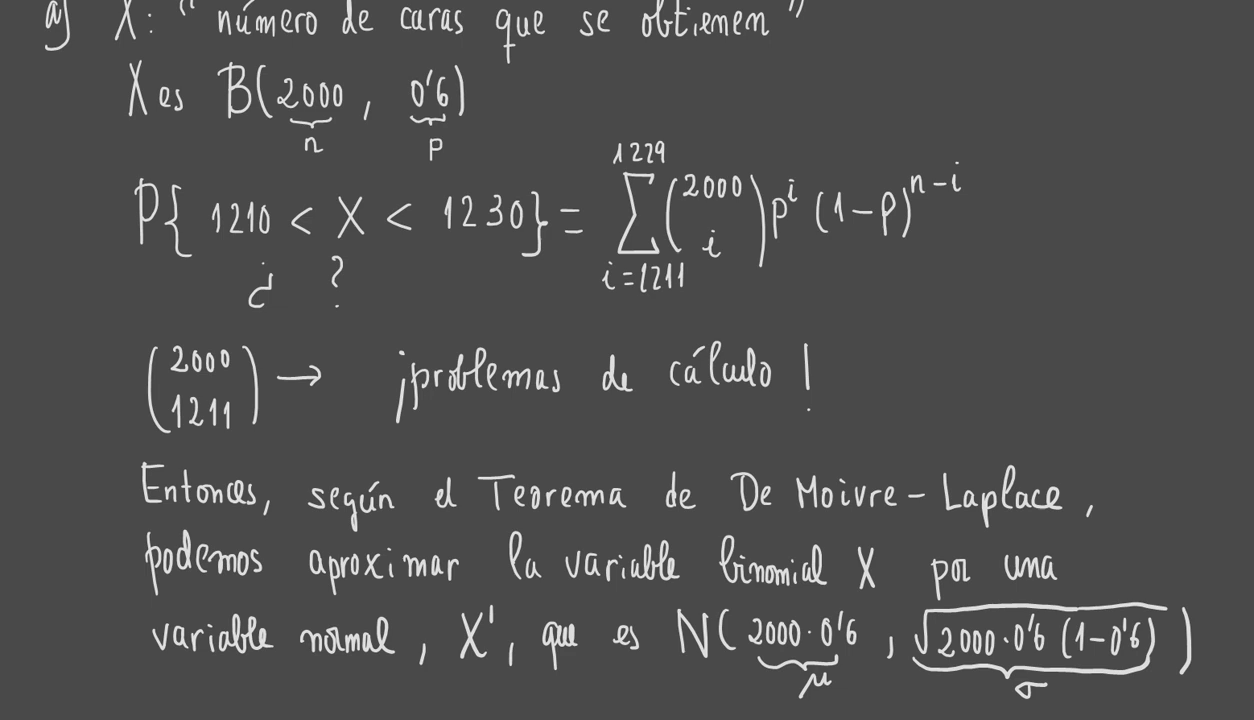 a) X: “número de caras que se obtienen”
X es B(2000, 0'6)
n p
1229
P{ 1210 < X < 1230} = ∑ (2000 i) pⁱ (1-p)ⁿ⁻ⁱ
i=1211
¿ ?
(2000 1211) → ¡problemas de cálculo!
Entonces, según el Teorema de De Moivre-Laplace,
podemos aproximar la variable binomial X por una
variable normal, X', que es N(2000·0'6, √2000·0'6 (1-0'6))
μ σ